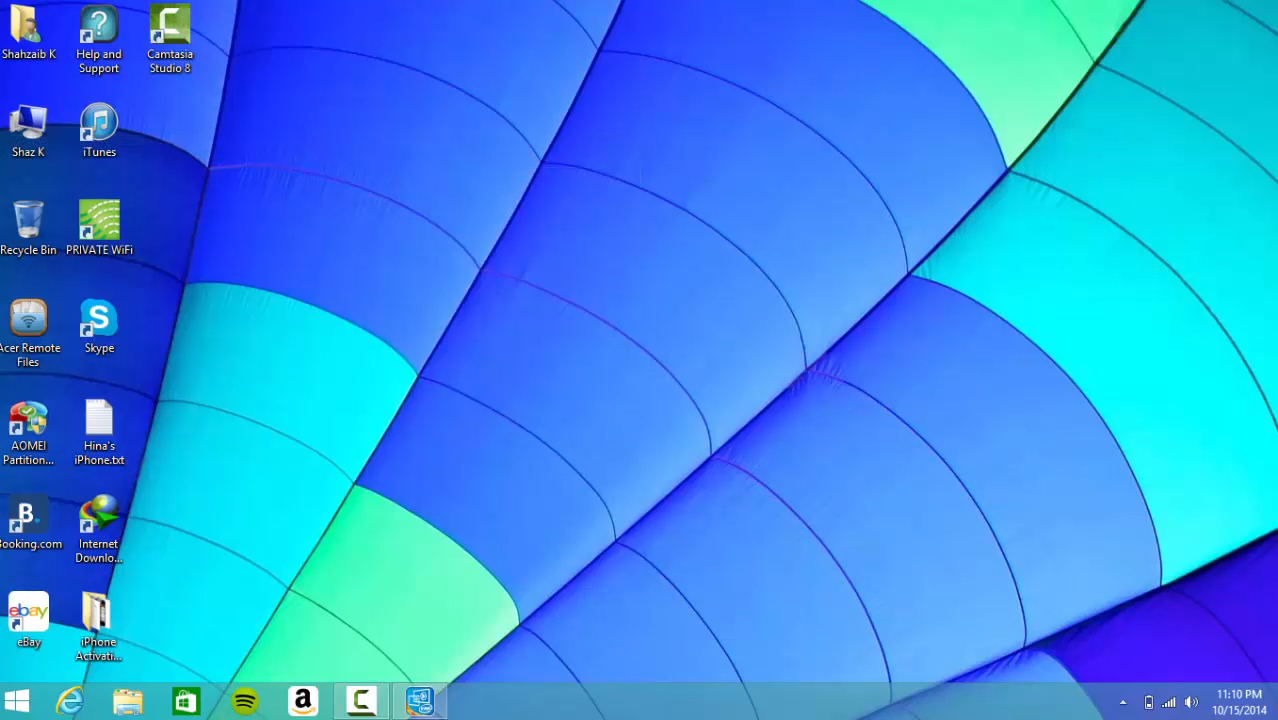 Shahzaib K
Help and
Support
Camtasia
Studio 8
Shaz K
iTunes
Recycle Bin
PRIVATE WiFi
Acer Remote
Files
S
Skype
AOMEI
Partition...
Hina's
iPhone.txt
B.
Booking.com
Internet
Downlo...
ebay
eBay
iPhone
Activati...
a
11:10 PM
10/15/2014